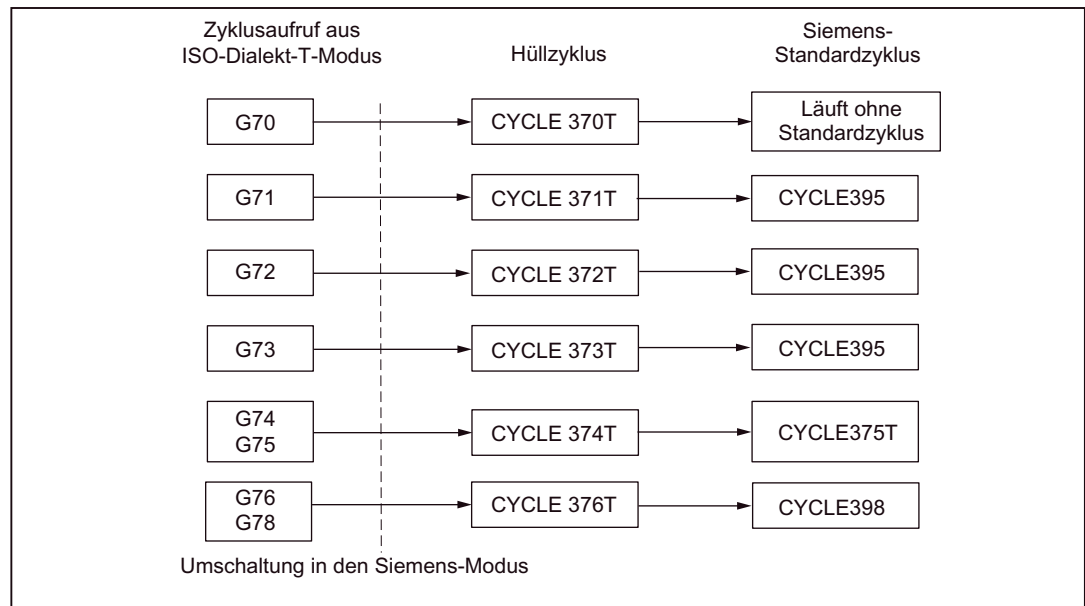 Zyklusaufruf aus
ISO-Dialekt-T-Modus
Hüllzyklus
Siemens-
Standardzyklus
G70
CYCLE 370T
Läuft ohne
Standardzyklus
G71
CYCLE 371T
CYCLE395
G72
CYCLE 372T
CYCLE395
G73
CYCLE 373T
CYCLE395
G74
G75
CYCLE 374T
CYCLE375T
G76
G78
CYCLE 376T
CYCLE398
Umschaltung in den Siemens-Modus